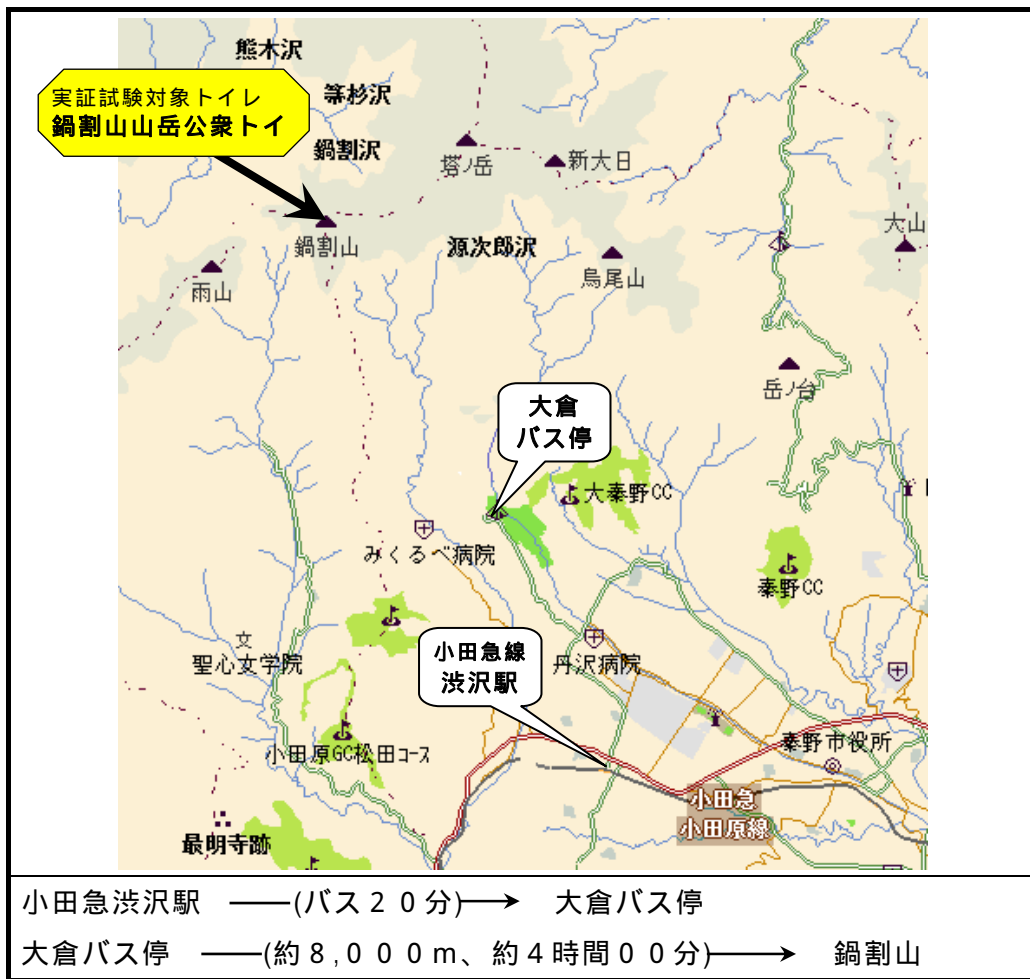 熊木沢
実証試験対象トイレ
鍋割山山岳公衆トイ
箒杉沢
鍋割沢
塔ノ岳
新大日
大山
鍋割山
源次郎沢
烏尾山
雨山
岳ノ台
大倉
バス停
大秦野CC
みくるべ病院
秦野CC
文
聖心文学院
小田急線
渋沢駅
丹沢病院
小田原GC松田コース
秦野市役所
小田急
小田原線
最明寺跡
小田急渋沢駅 ――(バス20分)→ 大倉バス停
大倉バス停 ――(約8,000m、約4時間00分)→ 鍋割山